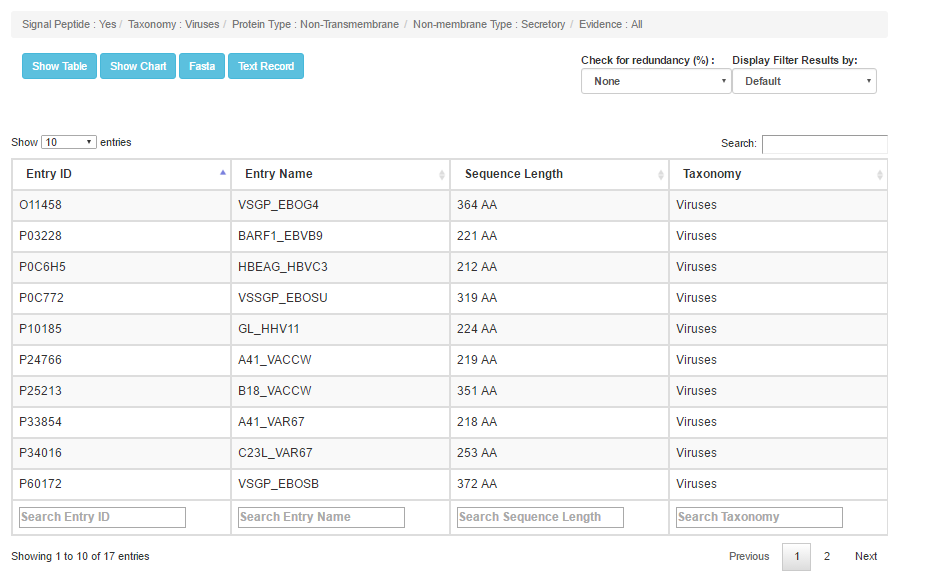 Signal Peptide : Yes / Taxonomy : Viruses / Protein Type : Non-Transmembrane / Non-membrane Type : Secretory / Evidence : All
Show Table Show Chart Fasta Text Record
Check for redundancy (%) : Display Filter Results by:
None Default
Show 10 entries Search:
Entry ID Entry Name Sequence Length Taxonomy
O11458 VSGP_EBOG4 364 AA Viruses
P03228 BARF1_EBVB9 221 AA Viruses
P0C6H5 HBEAG_HBVC3 212 AA Viruses
P0C772 VSSGP_EBOSU 319 AA Viruses
P10185 GL_HHV11 224 AA Viruses
P24766 A41_VACCW 219 AA Viruses
P25213 B18_VACCW 351 AA Viruses
P33854 A41_VAR67 218 AA Viruses
P34016 C23L_VAR67 253 AA Viruses
P60172 VSGP_EBOSB 372 AA Viruses
Search Entry ID Search Entry Name Search Sequence Length Search Taxonomy
Showing 1 to 10 of 17 entries Previous 1 2 Next